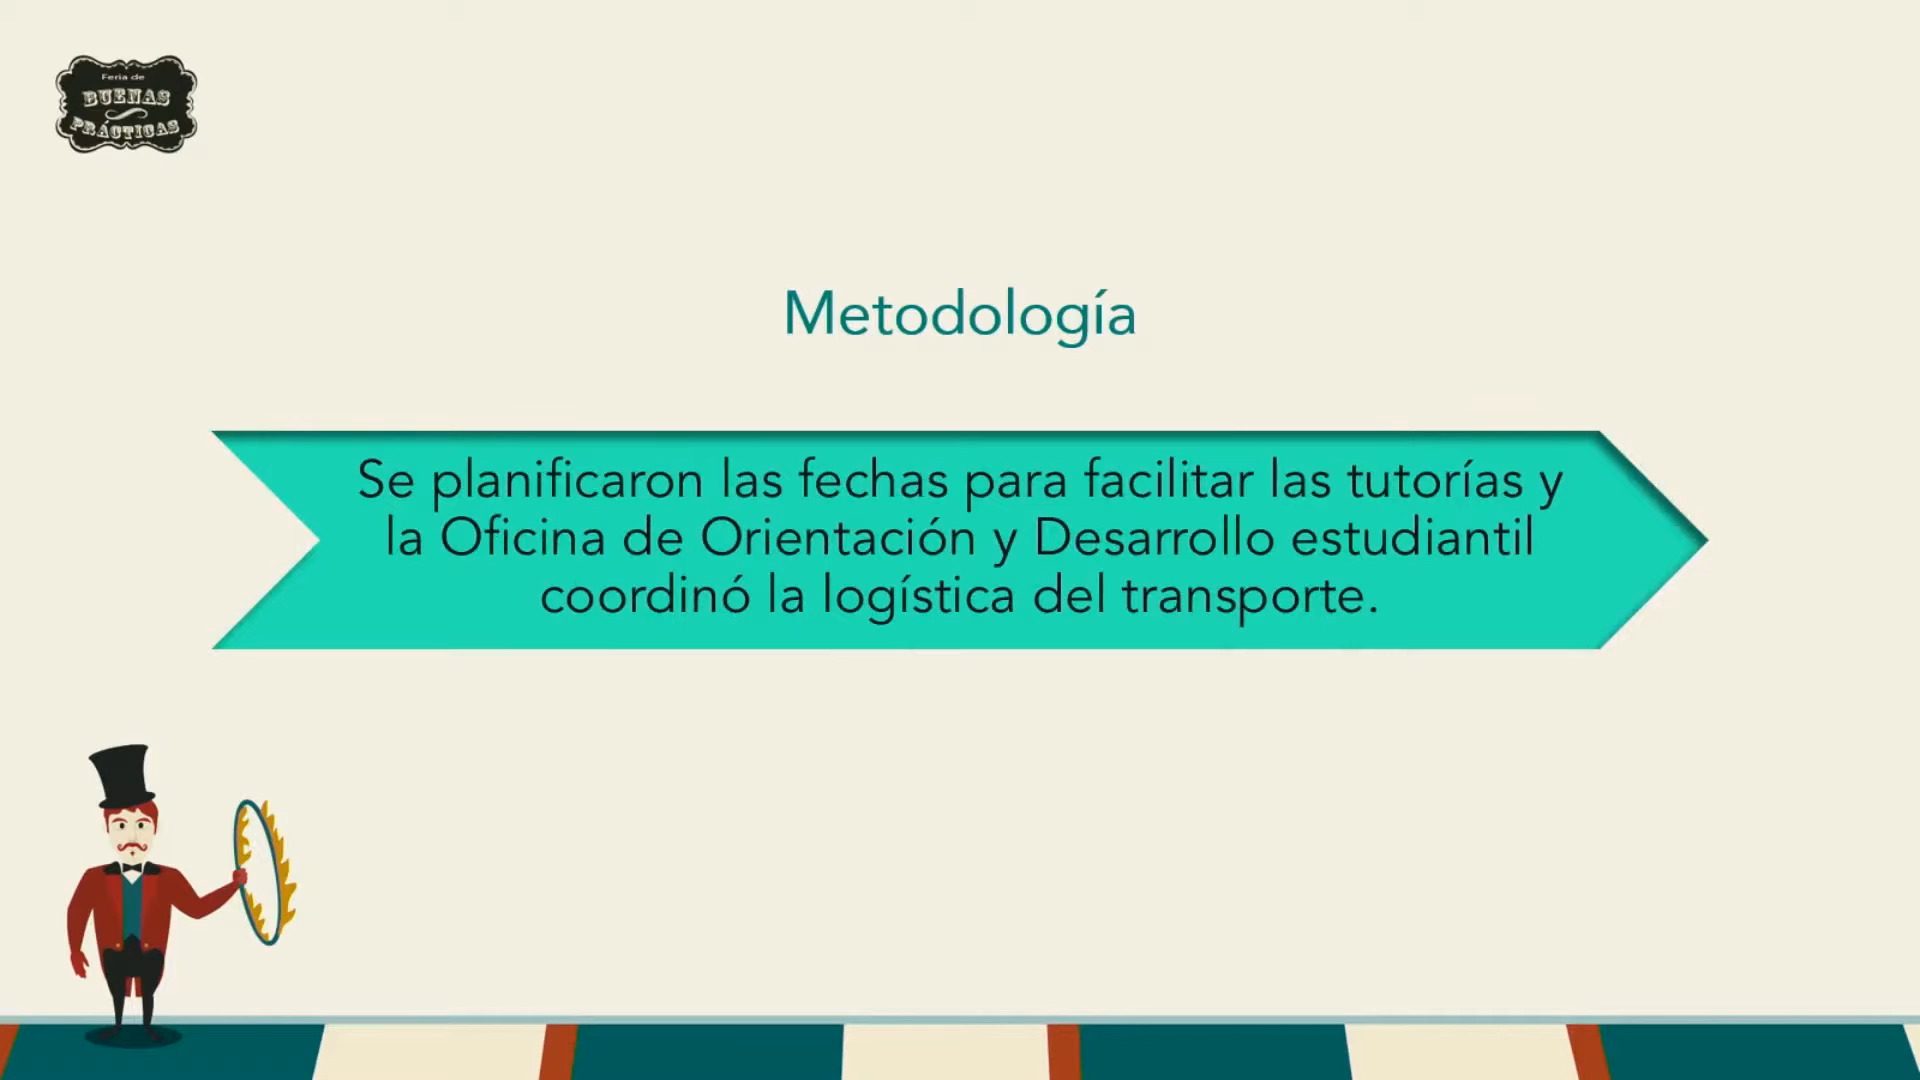 Feria de
BUENAS
PRÁCTICAS
Metodología
Se planificaron las fechas para facilitar las tutorías y
la Oficina de Orientación y Desarrollo estudiantil
coordinó la logística del transporte.